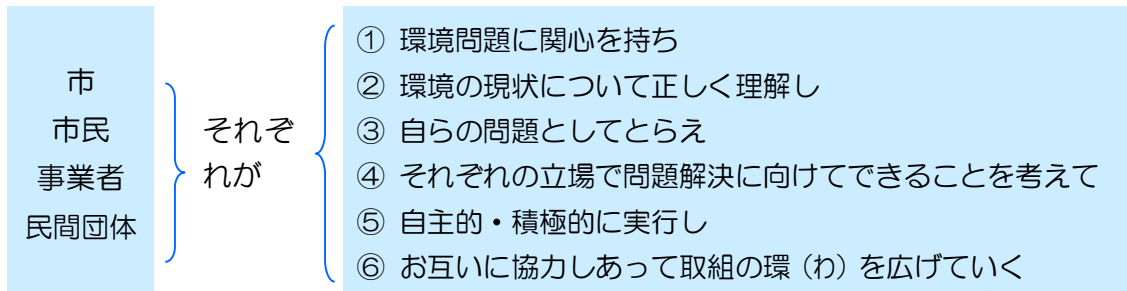 市
市民
事業者
民間団体
それぞ
れが
① 環境問題に関心を持ち
② 環境の現状について正しく理解し
③ 自らの問題としてとらえ
④ それぞれの立場で問題解決に向けてできることを考えて
⑤ 自主的・積極的に実行し
⑥ お互いに協力しあって取組の環（わ）を広げていく